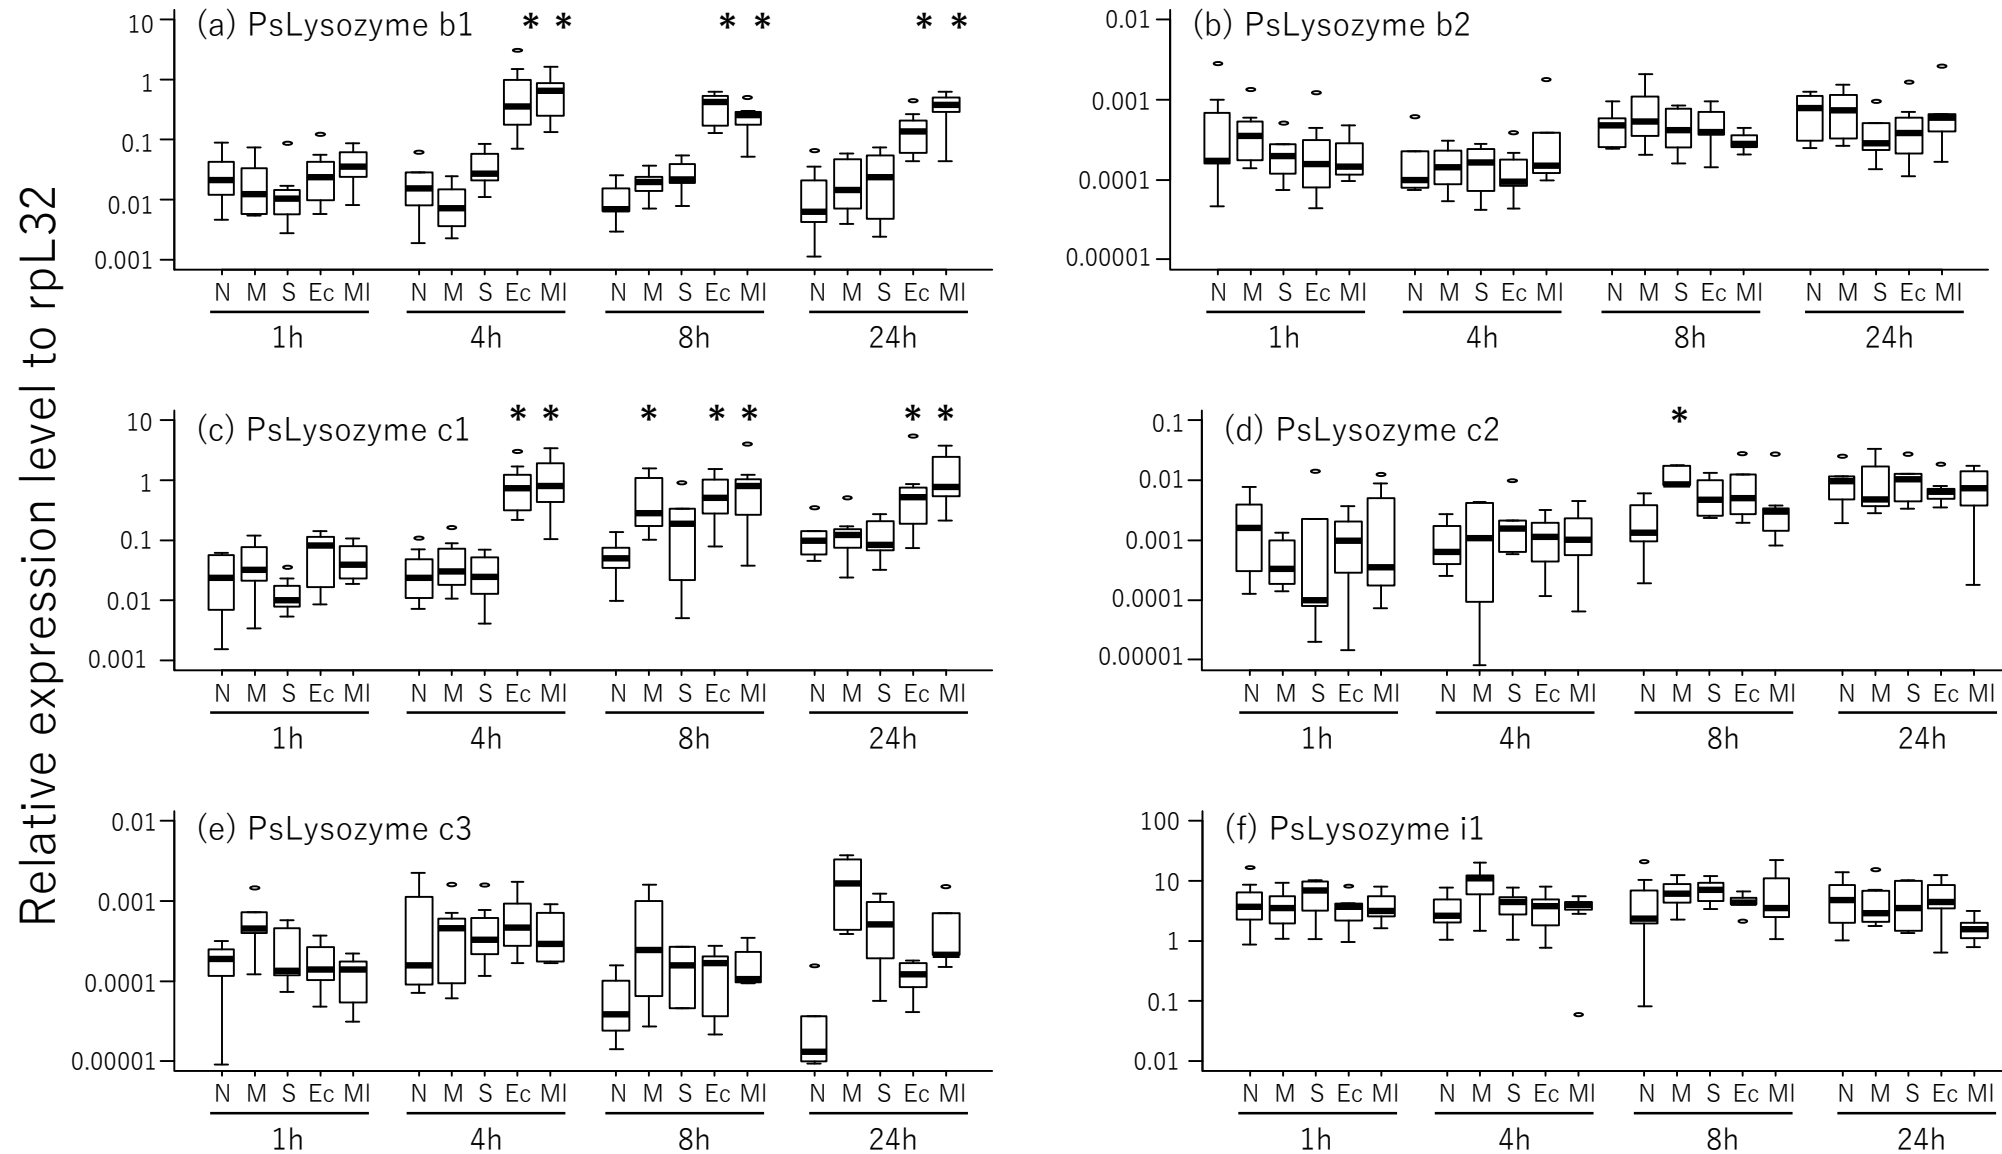 Relative expression level to rpL32
(a) PsLysozyme b1
* * * * * *
10
1
0.1
0.01
0.001
N M S Ec Ml N M S Ec Ml N M S Ec Ml N M S Ec Ml
1h 4h 8h 24h
(b) PsLysozyme b2
0.01
0.001
0.0001
0.00001
N M S Ec Ml N M S Ec Ml N M S Ec Ml N M S Ec Ml
1h 4h 8h 24h
(c) PsLysozyme c1
* * * * * * *
10
1
0.1
0.01
0.001
N M S Ec Ml N M S Ec Ml N M S Ec Ml N M S Ec Ml
1h 4h 8h 24h
(d) PsLysozyme c2
*
0.1
0.01
0.001
0.0001
0.00001
N M S Ec Ml N M S Ec Ml N M S Ec Ml N M S Ec Ml
1h 4h 8h 24h
(e) PsLysozyme c3
0.01
0.001
0.0001
0.00001
N M S Ec Ml N M S Ec Ml N M S Ec Ml N M S Ec Ml
1h 4h 8h 24h
(f) PsLysozyme i1
100
10
1
0.1
0.01
N M S Ec Ml N M S Ec Ml N M S Ec Ml N M S Ec Ml
1h 4h 8h 24h